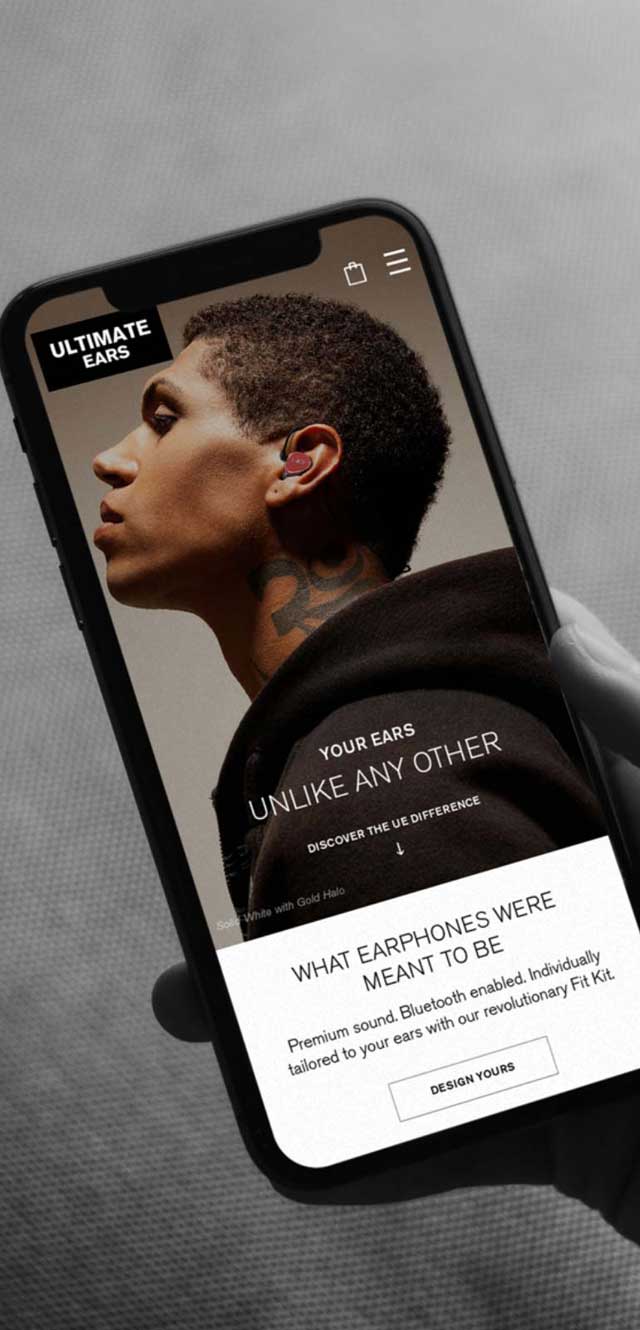 ULTIMATE
EARS
YOUR EARS
UNLIKE ANY OTHER
DISCOVER THE UE DIFFERENCE
Solid White with Gold Halo
WHAT EARPHONES WERE
MEANT TO BE
Premium sound. Bluetooth enabled. Individually
tailored to your ears with our revolutionary Fit Kit.
DESIGN YOURS